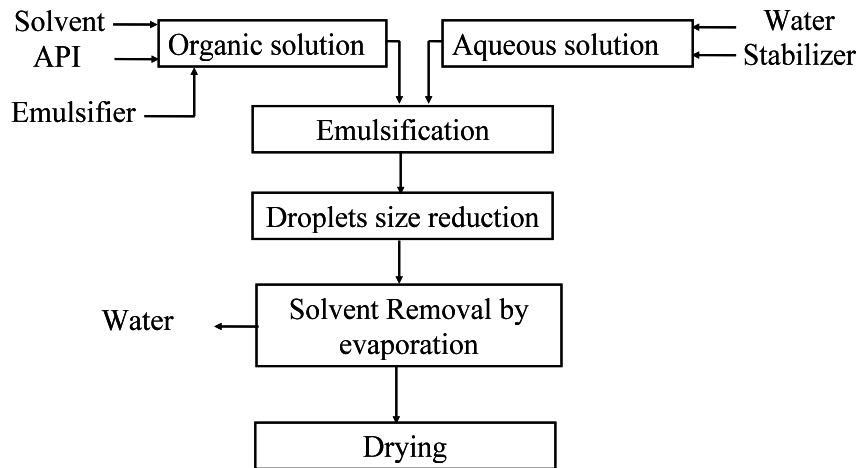 Solvent
API
Emulsifier
Organic solution
Aqueous solution
Water
Stabilizer
Emulsification
Droplets size reduction
Solvent Removal by
evaporation
Water
Drying